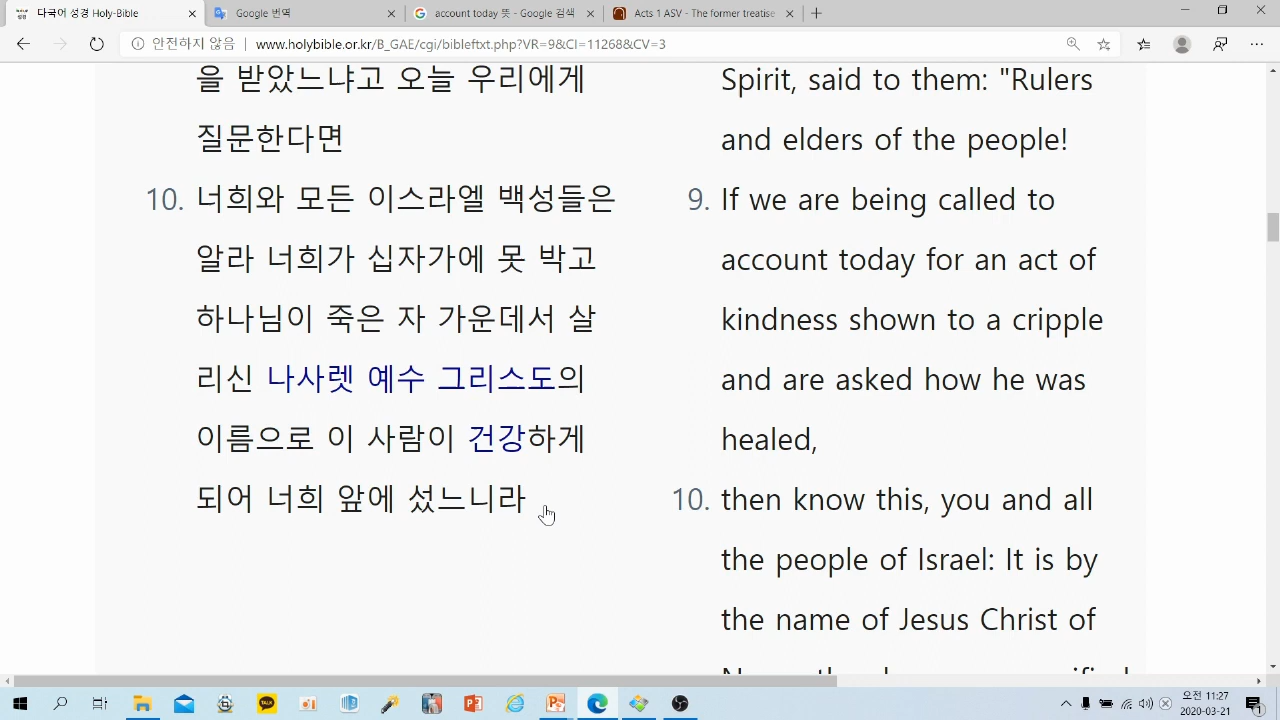 다국어 성경 Holy-Bible
Google 번역
account today 뜻 - Google 검색
Acts 1 ASV - The former treatise
안전하지 않음
www.holybible.or.kr/B_GAE/cgi/bibleftxt.php?VR=9&CI=11268&CV=3
을 받았느냐고 오늘 우리에게
질문한다면
10. 너희와 모든 이스라엘 백성들은
알라 너희가 십자가에 못 박고
하나님이 죽은 자 가운데서 살
리신 나사렛 예수 그리스도의
이름으로 이 사람이 건강하게
되어 너희 앞에 섰느니라
Spirit, said to them: "Rulers
and elders of the people!
9. If we are being called to
account today for an act of
kindness shown to a cripple
and are asked how he was
healed,
10. then know this, you and all
the people of Israel: It is by
the name of Jesus Christ of
오전 11:27
2020-03-21